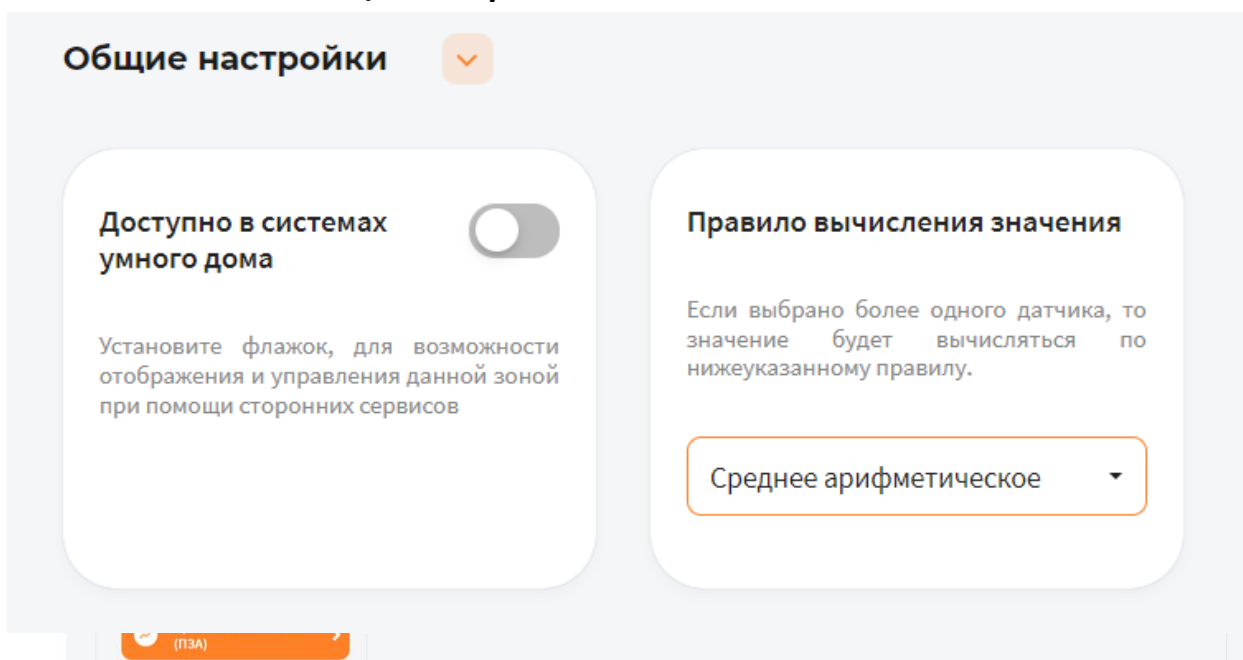 Общие настройки
Доступно в системах
умного дома
Установите флажок, для возможности
отображения и управления данной зоной
при помощи сторонних сервисов
Правило вычисления значения
Если выбрано более одного датчика, то
значение будет вычисляться по
нижеуказанному правилу.
Среднее арифметическое
(ПЗА)